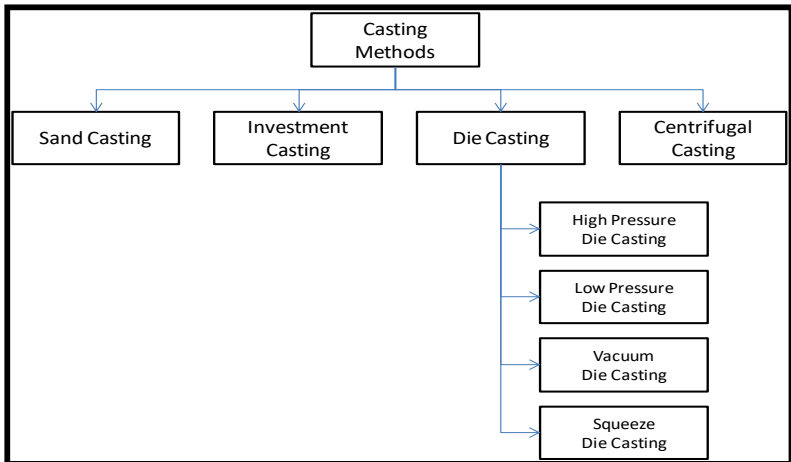 Casting
Methods
Sand Casting
Investment
Casting
Die Casting
Centrifugal
Casting
High Pressure
Die Casting
Low Pressure
Die Casting
Vacuum
Die Casting
Squeeze
Die Casting